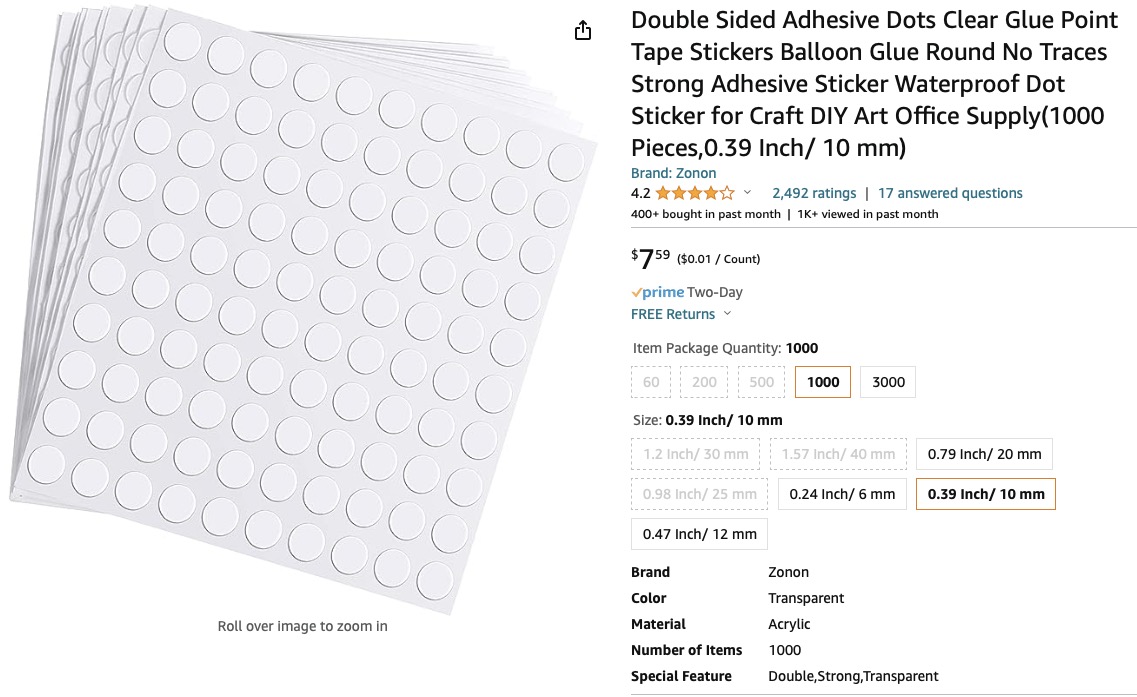 Double Sided Adhesive Dots Clear Glue Point
Tape Stickers Balloon Glue Round No Traces
Strong Adhesive Sticker Waterproof Dot
Sticker for Craft DIY Art Office Supply(1000
Pieces,0.39 Inch/ 10 mm)
Brand: Zonon
4.2 2,492 ratings | 17 answered questions
400+ bought in past month | 1K+ viewed in past month
$7 59 ($0.01 / Count)
prime Two-Day
FREE Returns
Item Package Quantity: 1000
60 200 500 1000 3000
Size: 0.39 Inch/ 10 mm
1.2 Inch/ 30 mm 1.57 Inch/ 40 mm 0.79 Inch/ 20 mm
0.98 Inch/ 25 mm 0.24 Inch/ 6 mm 0.39 Inch/ 10 mm
0.47 Inch/ 12 mm
Brand Zonon
Color Transparent
Material Acrylic
Number of Items 1000
Special Feature Double,Strong,Transparent
Roll over image to zoom in